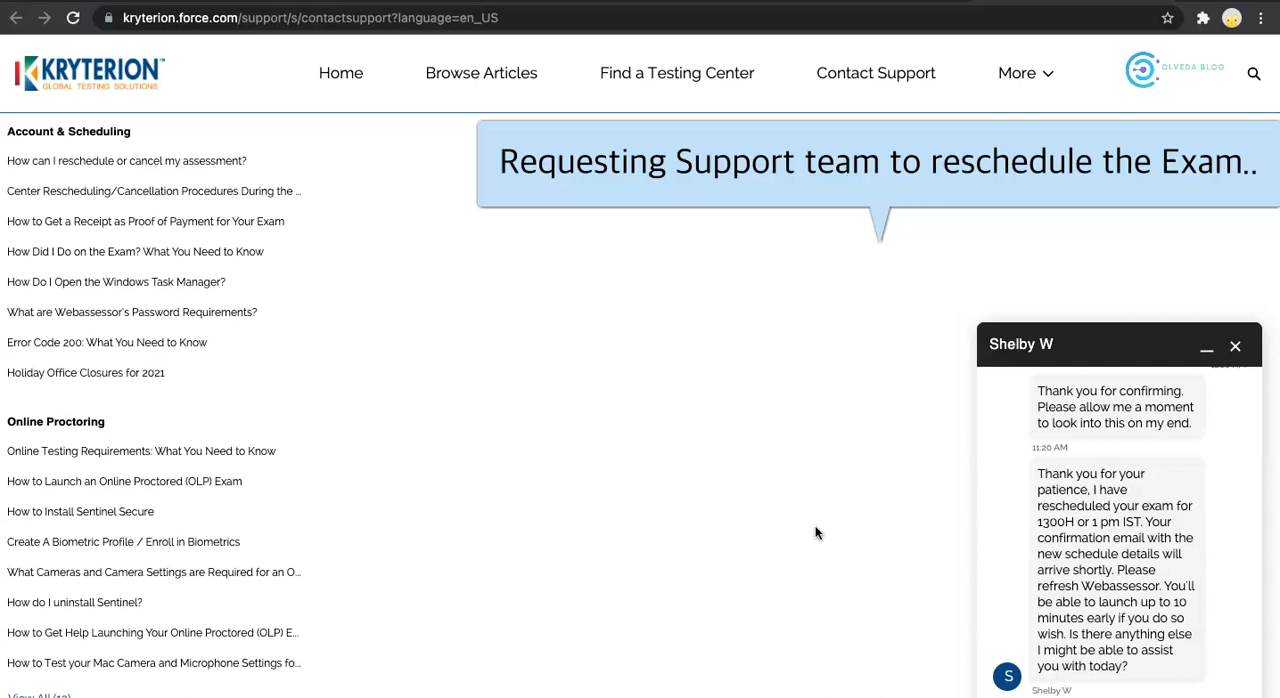 kryterion.force.com/support/s/contactsupport?language=en_US
KRYTERION™
GLOBAL TESTING SOLUTIONS
Home
Browse Articles
Find a Testing Center
Contact Support
More
OLVEDA BLOG
Account & Scheduling
How can I reschedule or cancel my assessment?
Center Rescheduling/Cancellation Procedures During the ...
How to Get a Receipt as Proof of Payment for Your Exam
How Did I Do on the Exam? What You Need to Know
How Do I Open the Windows Task Manager?
What are Webassessor's Password Requirements?
Error Code 200: What You Need to Know
Holiday Office Closures for 2021
Online Proctoring
Online Testing Requirements: What You Need to Know
How to Launch an Online Proctored (OLP) Exam
How to Install Sentinel Secure
Create A Biometric Profile / Enroll in Biometrics
What Cameras and Camera Settings are Required for an O...
How do I uninstall Sentinel?
How to Get Help Launching Your Online Proctored (OLP) E...
How to Test your Mac Camera and Microphone Settings fo...
View All (12)
Requesting Support team to reschedule the Exam..
Shelby W
Thank you for confirming.
Please allow me a moment
to look into this on my end.
11:20 AM
Thank you for your
patience, I have
rescheduled your exam for
1300H or 1 pm IST. Your
confirmation email with the
new schedule details will
arrive shortly. Please
refresh Webassessor. You'll
be able to launch up to 10
minutes early if you do so
wish. Is there anything else
I might be able to assist
you with today?
S
Shelby W